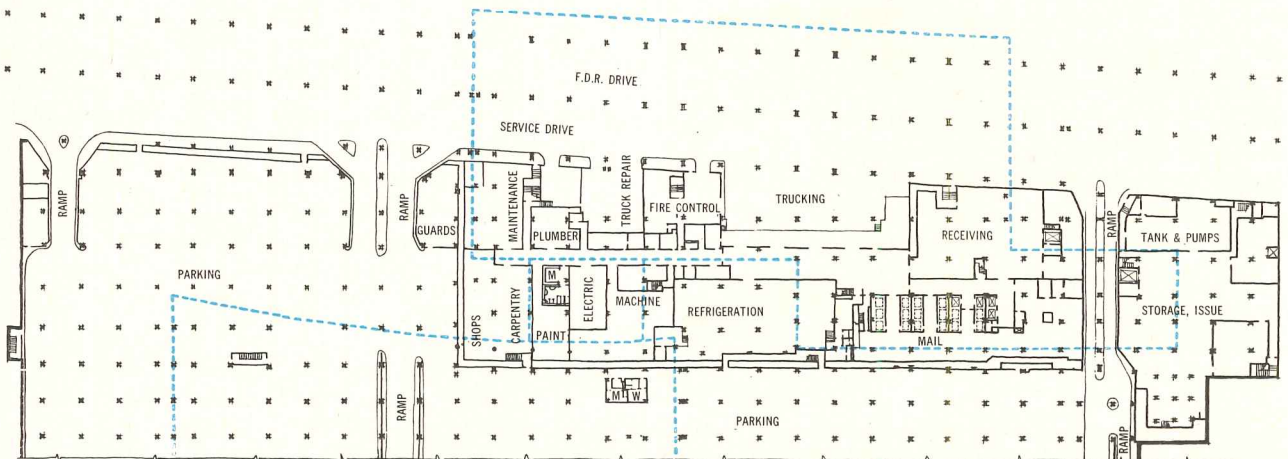 F.D.R. DRIVE
SERVICE DRIVE
RAMP
RAMP
GUARDS
MAINTENANCE
PLUMBER
TRUCK REPAIR
FIRE CONTROL
TRUCKING
RECEIVING
RAMP
TANK & PUMPS
PARKING
SHOPS
CARPENTRY
M
PAINT
ELECTRIC
MACHINE
REFRIGERATION
MAIL
STORAGE, ISSUE
RAMP
M W
PARKING
RAMP